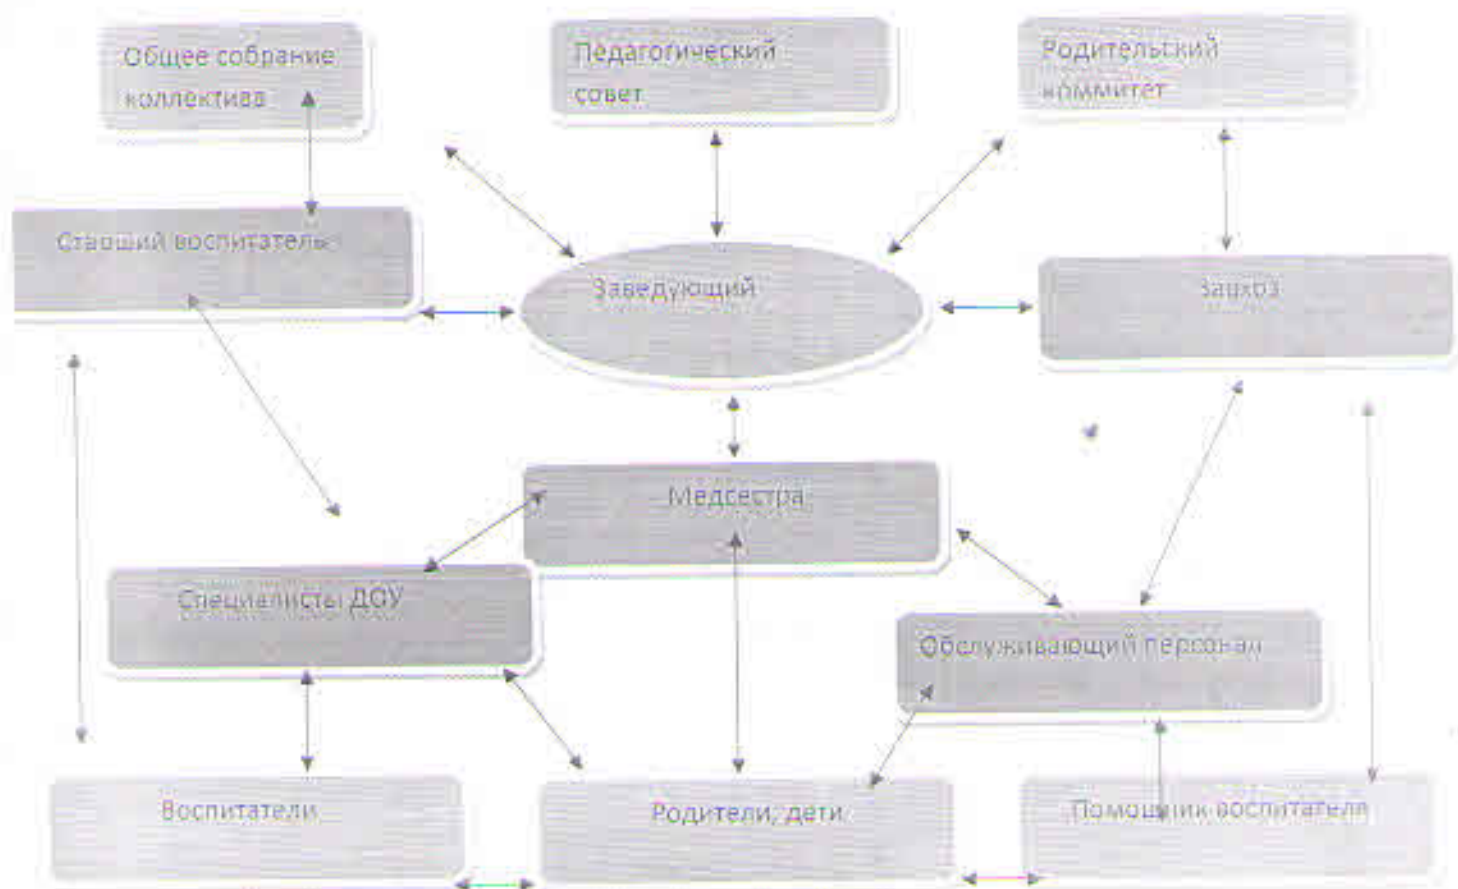 Общее собрание
коллектива
Педагогический
совет
Родительский
коммитет
Старший воспитатель
Заведующий
Завхоз
Медсестра
Специалисты ДОУ
Обслуживающий персонал
Воспитатели
Родители, дети
Помощник воспитателя